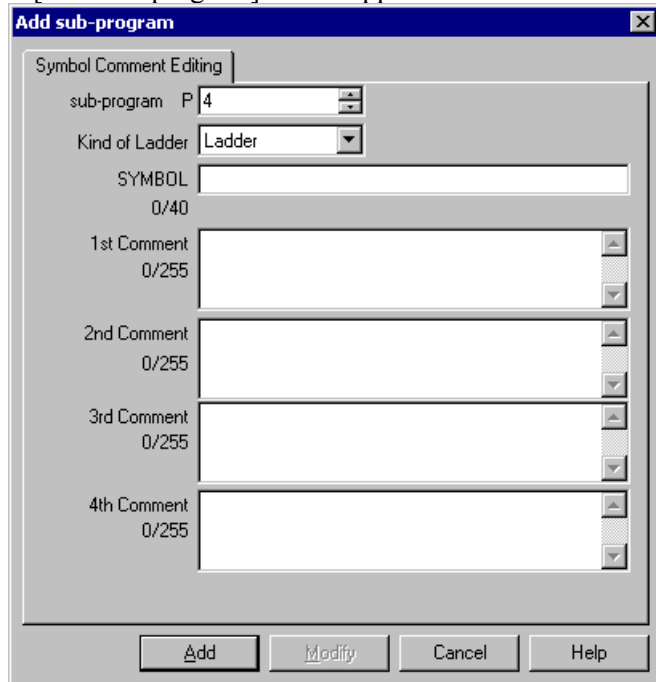 Add sub-program
Symbol Comment Editing
sub-program P 4
Kind of Ladder Ladder
SYMBOL
0/40
1st Comment
0/255
2nd Comment
0/255
3rd Comment
0/255
4th Comment
0/255
Add Modify Cancel Help